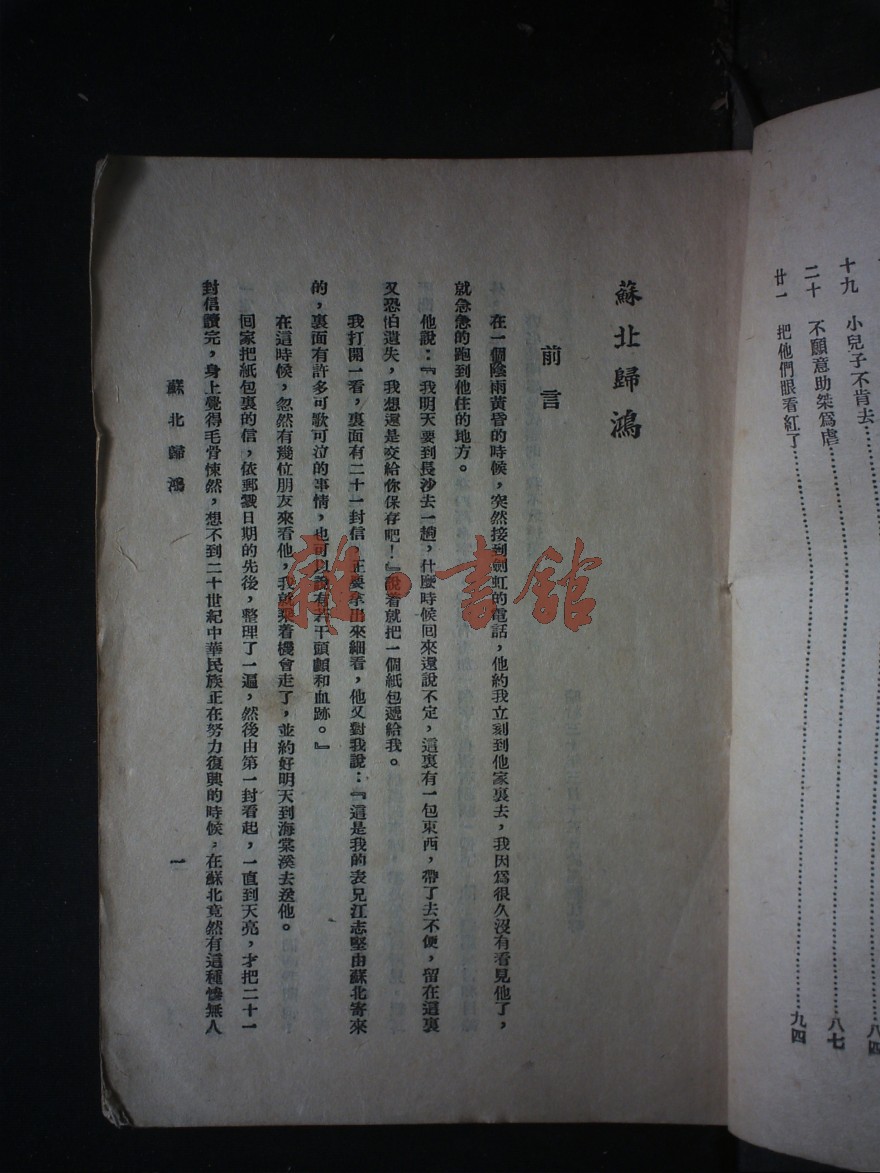 十九　小兒子不肯去……………………八四
二十　不願意助桀爲虐……………………八七
廿一　把他們眼看紅了……………………九四
蘇北歸鴻
前言
在一個陰雨黃昏的時候，突然接到劍虹的電話，他約我立刻到他家裏去，我因爲很久沒有看見他了，
就急急的跑到他住的地方。
他說：『我明天要到長沙去一趟，什麼時候回來還說不定，這裏有一包東西，帶了去不便，留在這裏
又恐怕遺失，我想還是交給你保存吧！』說着就把一個紙包遞給我。
我打開一看，裏面有二十一封信，正要拿出來細看，他又對我說：『這是我的表兄江志堅由蘇北寄來
的，裏面有許多可歌可泣的事情，也可以說有若干頭顱和血跡。』
在這時候，忽然有幾位朋友來看他，我就乘着機會走了，並約好明天到海棠溪去送他。
回家把紙包裏的信，依郵戳日期的先後，整理了一遍，然後由第一封看起，一直到天亮，才把二十一
封信讀完，身上覺得毛骨悚然，想不到二十世紀中華民族正在努力復興的時候，在蘇北竟然有這種慘無人
蘇北歸鴻
一
雜·書館